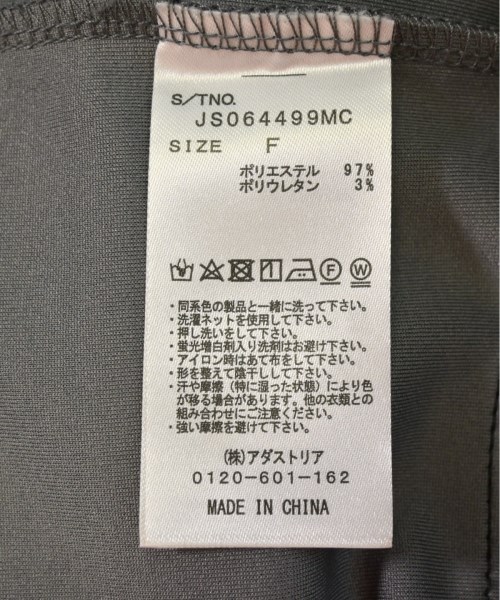 S/TNO.
JS064499MC
SIZE F
ポリエステル 97%
ポリウレタン 3%
F W
・同系色の製品と一緒に洗って下さい。
・洗濯ネットを使用して下さい。
・押し洗いをして下さい。
・蛍光増白剤入り洗剤はお避け下さい。
・アイロン時はあて布をして下さい。
・形を整えて陰干しして下さい。
・汗や摩擦（特に湿った状態）により色
が移る場合があります。他の衣類との
組み合わせにご注意ください。
・強い摩擦を避けて下さい。
(株)アダストリア
0120-601-162
MADE IN CHINA